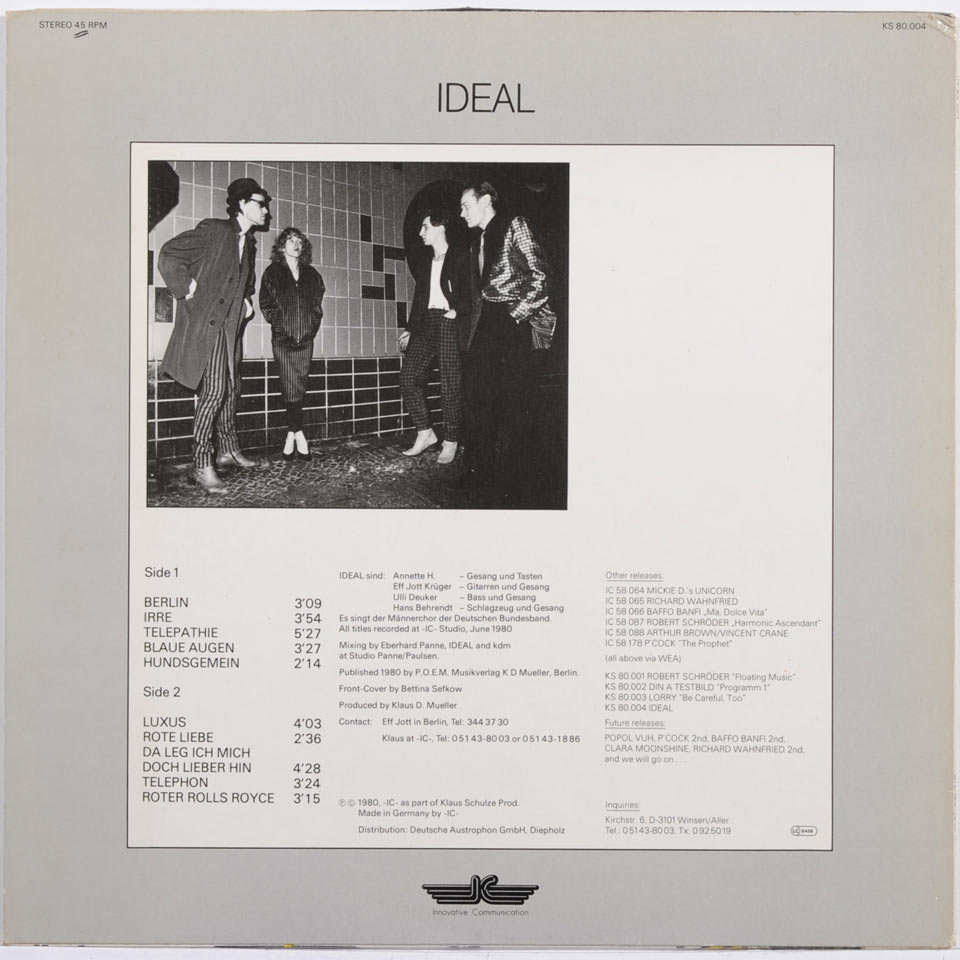 STEREO 45 RPM
KS 80.004
IDEAL
Side 1
BERLIN 3'09
IRRE 3'54
TELEPATHIE 5'27
BLAUE AUGEN 3'27
HUNDSGEMEIN 2'14
Side 2
LUXUS 4'03
ROTE LIEBE 2'36
DA LEG ICH MICH
DOCH LIEBER HIN 4'28
TELEPHON 3'24
ROTER ROLLS ROYCE 3'15
IDEAL sind: Annette H. – Gesang und Tasten
Eff Jott Krüger – Gitarren und Gesang
Ulli Deuker – Bass und Gesang
Hans Behrendt – Schlagzeug und Gesang
Es singt der Männerchor der Deutschen Bundesband.
All titles recorded at -IC- Studio, June 1980
Mixing by Eberhard Panne, IDEAL and kdm
at Studio Panne/Paulsen.
Published 1980 by P.O.E.M. Musikverlag K D Mueller, Berlin.
Front-Cover by Bettina Sefkow
Produced by Klaus D. Mueller
Contact: Eff Jott in Berlin, Tel: 344 37 30
Klaus at -IC-, Tel: 0 51 43-80 03 or 0 51 43-18 86
℗ © 1980, -IC- as part of Klaus Schulze Prod.
Made in Germany by -IC-
Distribution: Deutsche Austrophon GmbH, Diepholz
Other releases:
IC 58 064 MICKIE D.'s UNICORN
IC 58 065 RICHARD WAHNFRIED
IC 58 066 BAFFO BANFI „Ma, Dolce Vita"
IC 58 087 ROBERT SCHRÖDER „Harmonic Ascendant"
IC 58 088 ARTHUR BROWN/VINCENT CRANE
IC 58 178 P'COCK "The Prophet"
(all above via WEA)
KS 80.001 ROBERT SCHRÖDER "Floating Music"
KS 80.002 DIN A TESTBILD "Programm 1"
KS 80.003 LORRY "Be Careful, Too"
KS 80.004 IDEAL
Future releases:
POPOL VUH, P'COCK 2nd, BAFFO BANFI 2nd,
CLARA MOONSHINE, RICHARD WAHNFRIED 2nd,
and we will go on . . .
Inquiries:
Kirchstr. 6, D-3101 Winsen/Aller
Tel.: 0 51 43-80 03, Tx: 0 92 50 19
IC
Innovative Communication